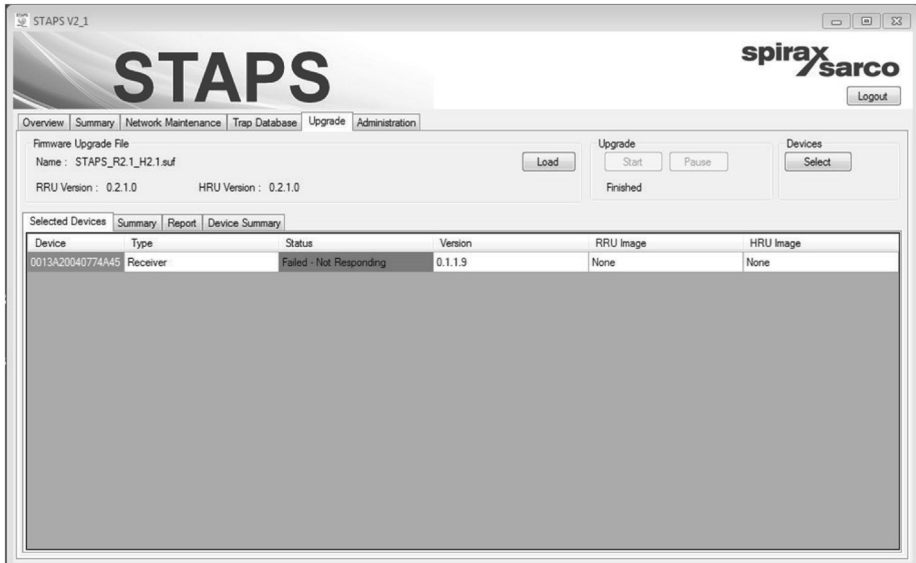 STAPS V2_1
STAPS
spirax
sarco
Logout
Overview Summary Network Maintenance Trap Database Upgrade Administration
Firmware Upgrade File
Name : STAPS_R2.1_H2.1.suf
Load
RRU Version : 0.2.1.0 HRU Version : 0.2.1.0
Upgrade
Start Pause
Finished
Devices
Select
Selected Devices Summary Report Device Summary
Device Type Status Version RRU Image HRU Image
0013A20040774A45 Receiver Failed - Not Responding 0.1.1.9 None None